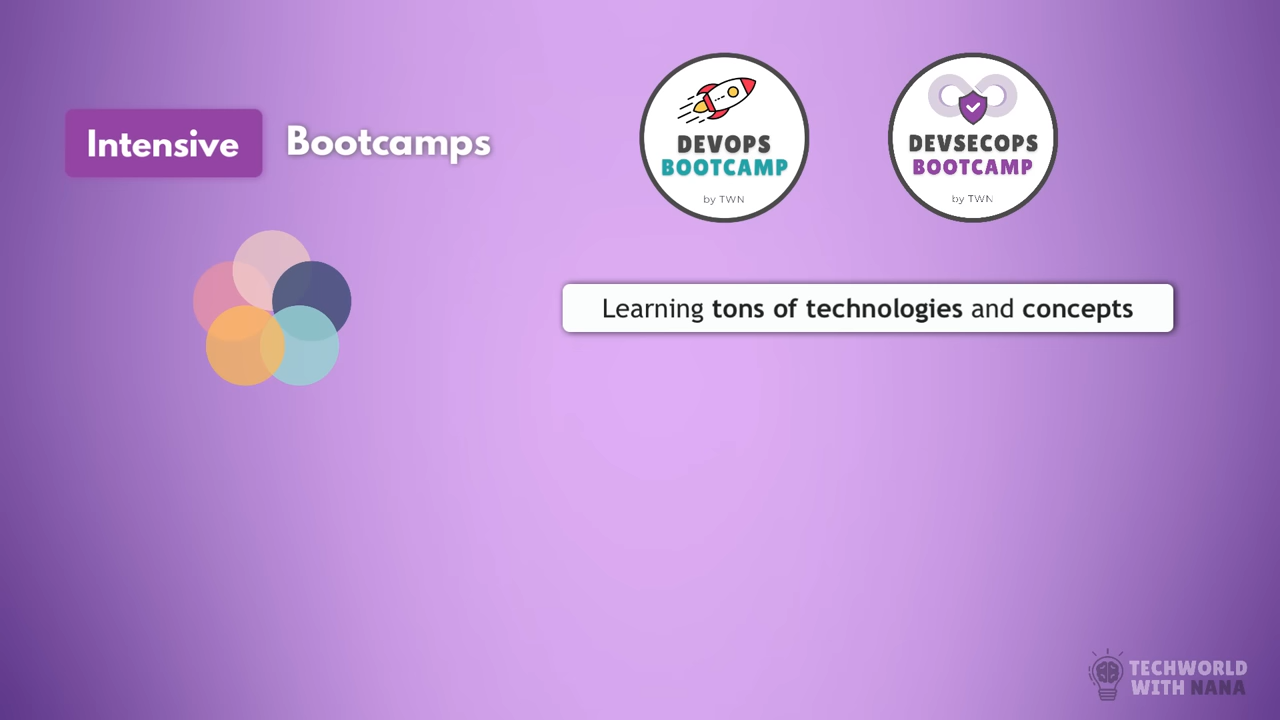 Intensive Bootcamps
DEVOPS
BOOTCAMP
by TWN
DEVSECOPS
BOOTCAMP
by TWN
Learning tons of technologies and concepts
TECHWORLD
WITH NANA